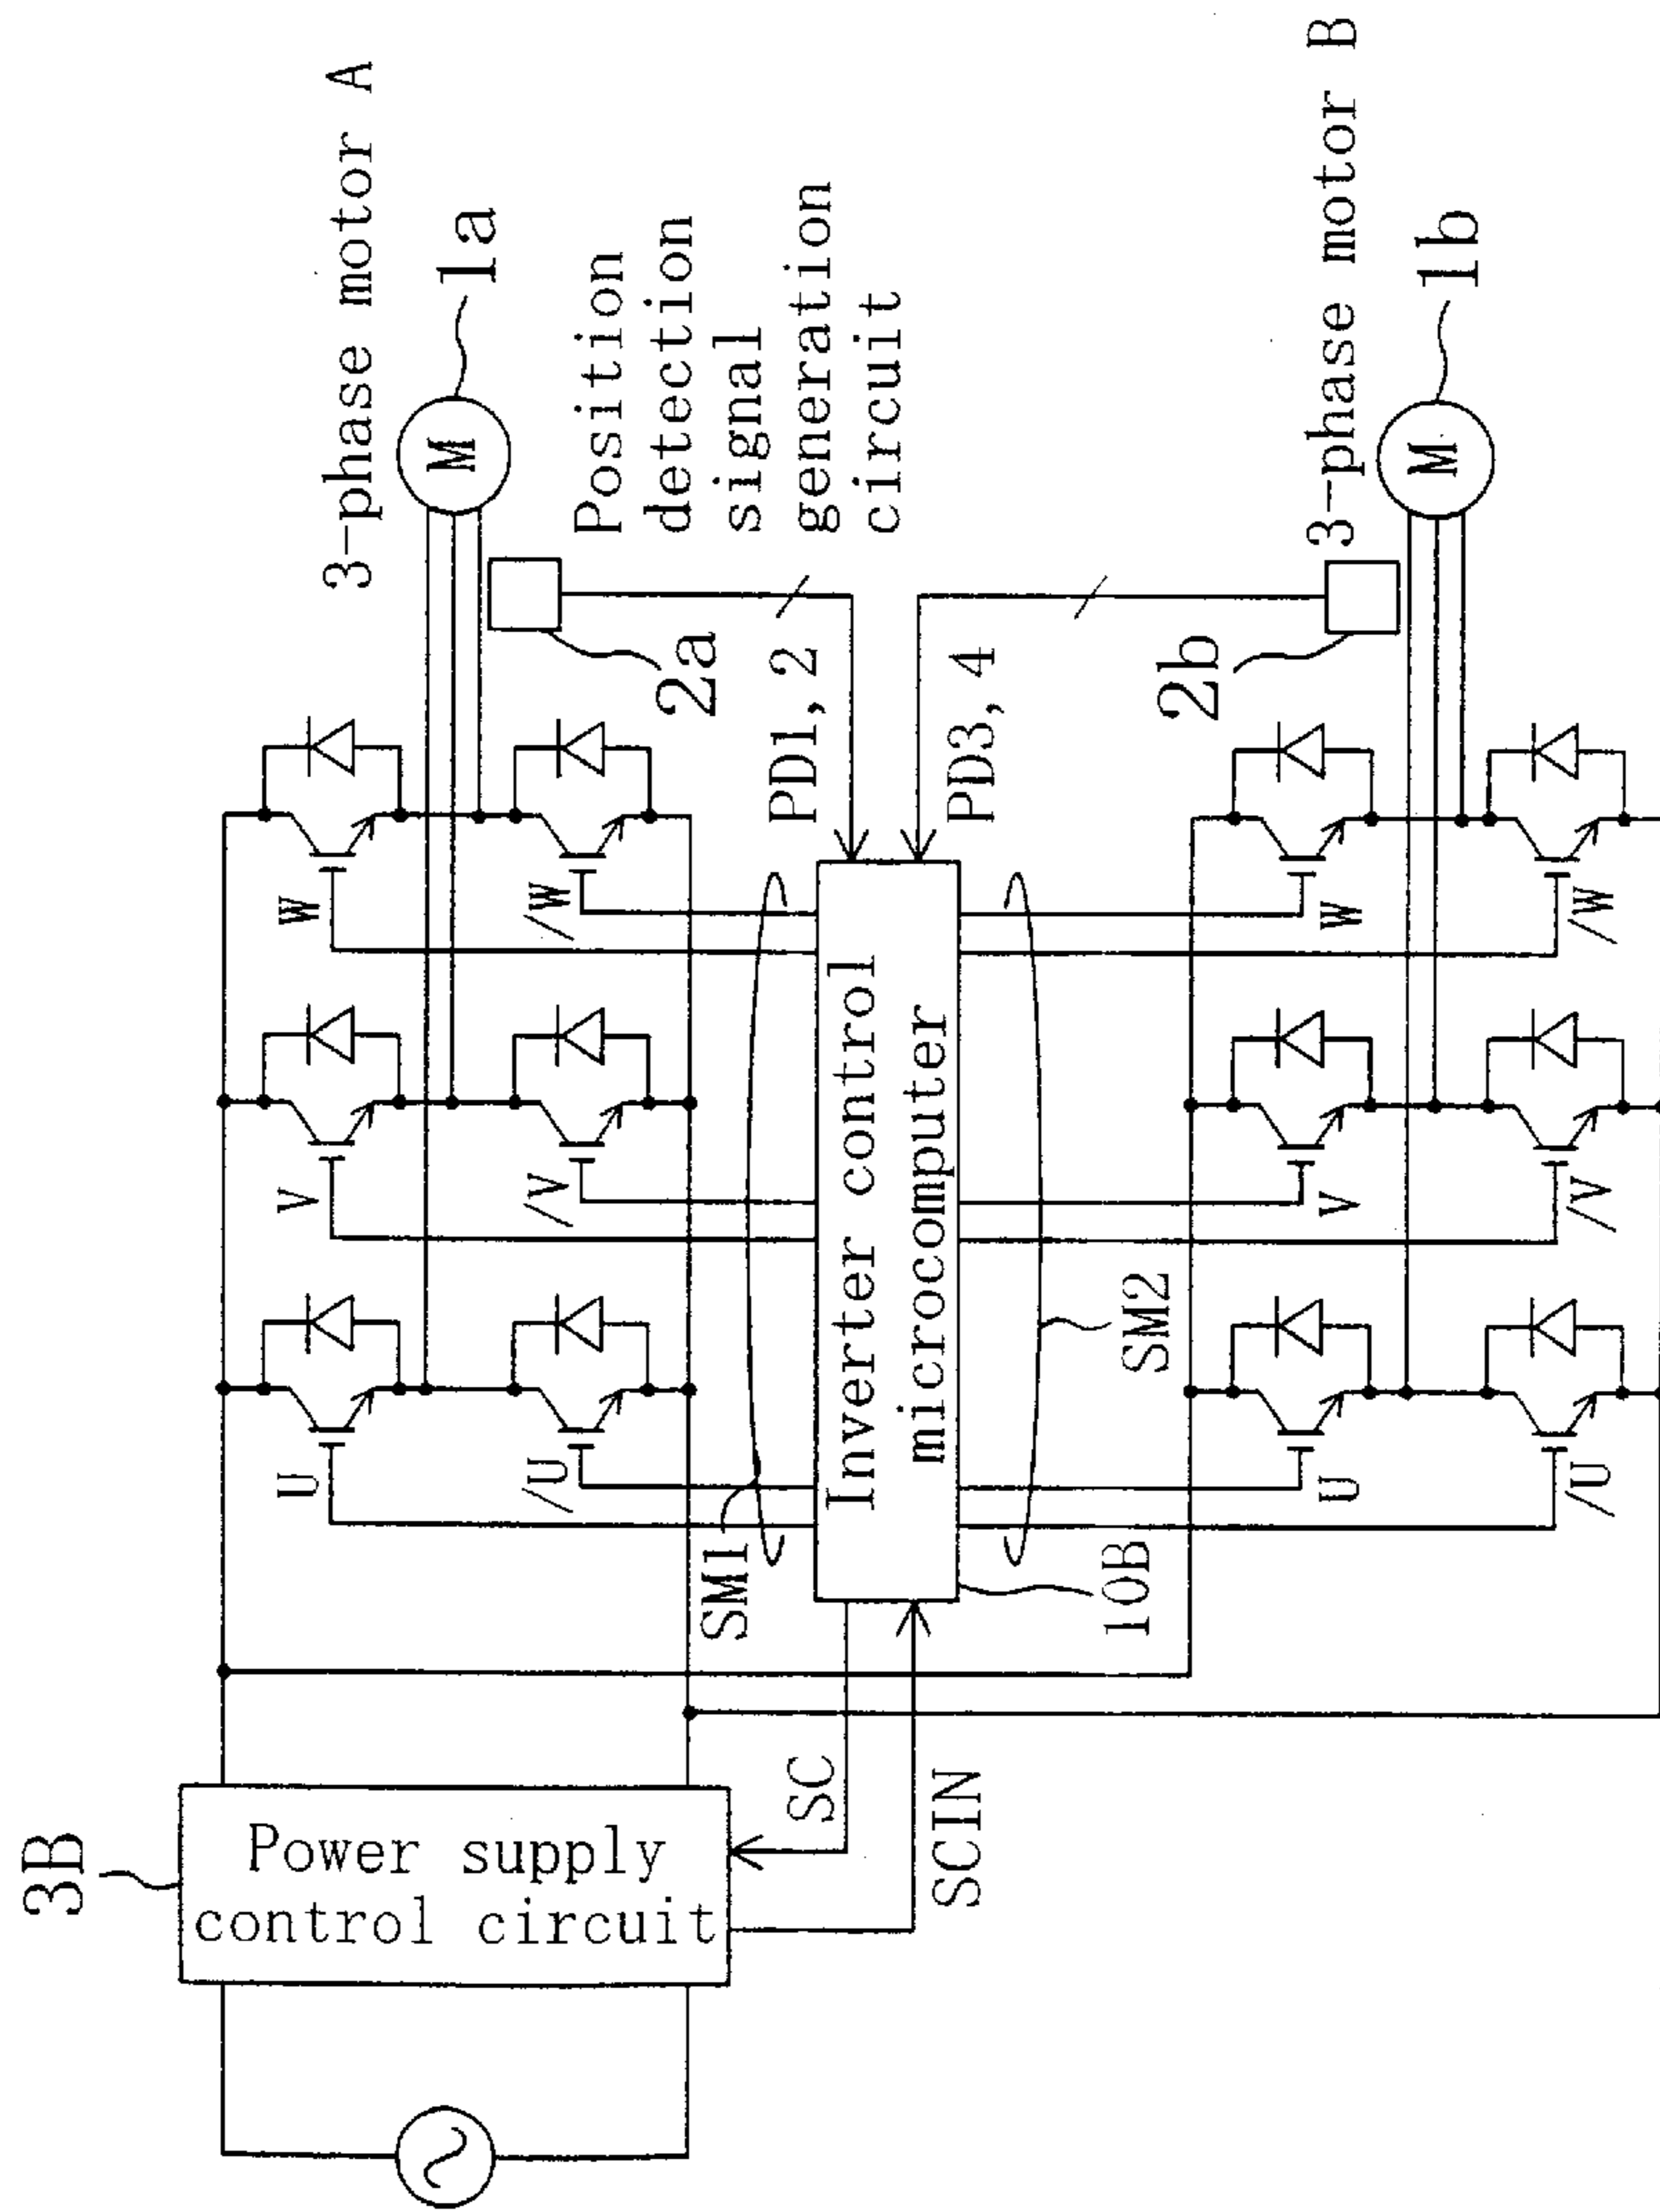 3B
Power supply
control circuit
SC
SCIN
3-phase motor A
M
1a
Position
detection
signal
generation
circuit
2a
PD1, 2
U
V
W
/U
/V
/W
SM1
Inverter control
microcomputer
10B
SM2
PD3, 4
2b
U
V
W
/U
/V
/W
3-phase motor B
M
1b